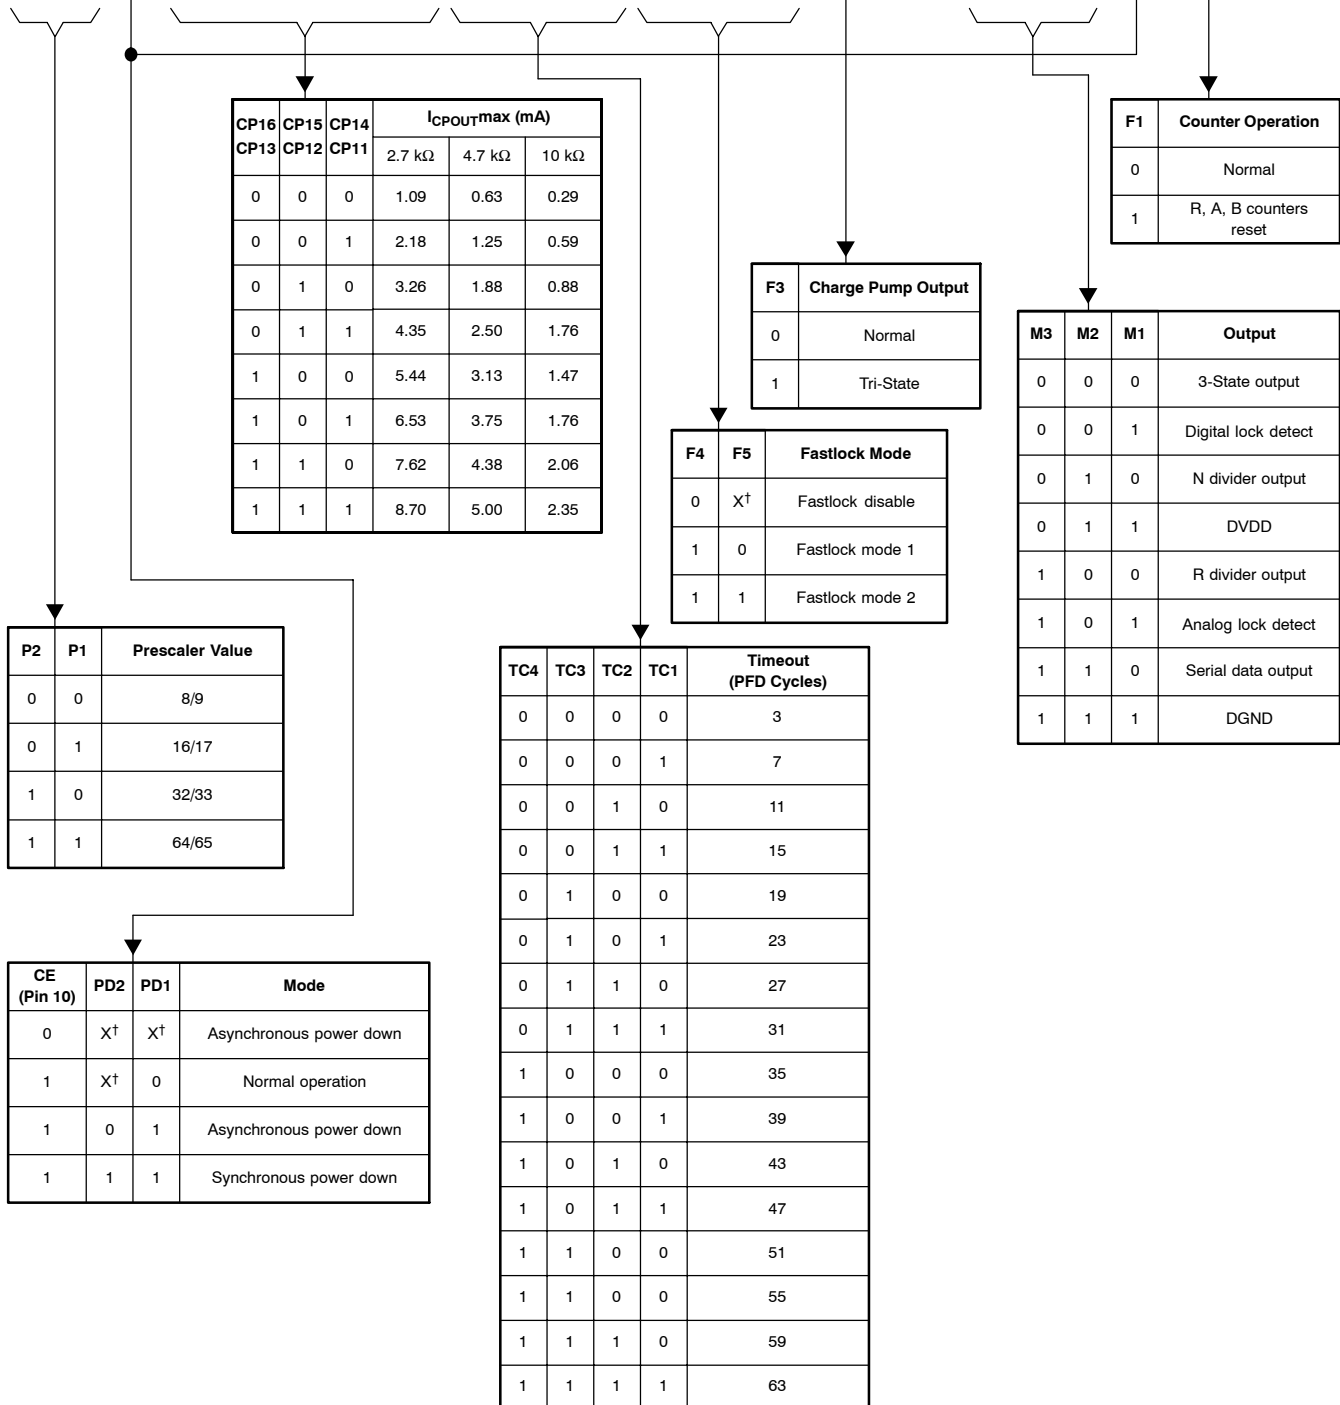 CP16 CP15 CP14 I_CPOUT max (mA)
CP13 CP12 CP11 2.7 kΩ 4.7 kΩ 10 kΩ
0 0 0 1.09 0.63 0.29
0 0 1 2.18 1.25 0.59
0 1 0 3.26 1.88 0.88
0 1 1 4.35 2.50 1.76
1 0 0 5.44 3.13 1.47
1 0 1 6.53 3.75 1.76
1 1 0 7.62 4.38 2.06
1 1 1 8.70 5.00 2.35
F1 Counter Operation
0 Normal
1 R, A, B counters
reset
F3 Charge Pump Output
0 Normal
1 Tri-State
M3 M2 M1 Output
0 0 0 3-State output
0 0 1 Digital lock detect
0 1 0 N divider output
0 1 1 DVDD
1 0 0 R divider output
1 0 1 Analog lock detect
1 1 0 Serial data output
1 1 1 DGND
F4 F5 Fastlock Mode
0 X† Fastlock disable
1 0 Fastlock mode 1
1 1 Fastlock mode 2
P2 P1 Prescaler Value
0 0 8/9
0 1 16/17
1 0 32/33
1 1 64/65
TC4 TC3 TC2 TC1 Timeout
(PFD Cycles)
0 0 0 0 3
0 0 0 1 7
0 0 1 0 11
0 0 1 1 15
0 1 0 0 19
0 1 0 1 23
0 1 1 0 27
0 1 1 1 31
1 0 0 0 35
1 0 0 1 39
1 0 1 0 43
1 0 1 1 47
1 1 0 0 51
1 1 0 0 55
1 1 1 0 59
1 1 1 1 63
CE
(Pin 10) PD2 PD1 Mode
0 X† X† Asynchronous power down
1 X† 0 Normal operation
1 0 1 Asynchronous power down
1 1 1 Synchronous power down